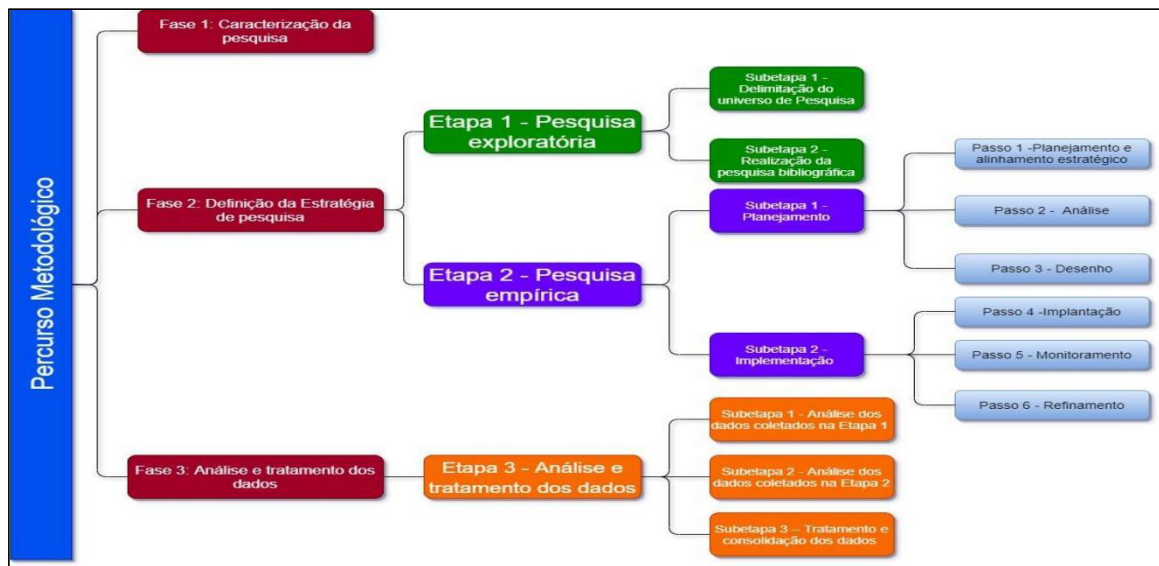 Percurso Metodológico
Fase 1: Caracterização da
pesquisa
Fase 2: Definição da Estratégia
de pesquisa
Etapa 1 - Pesquisa
exploratória
Subetapa 1 -
Delimitação do
universo de Pesquisa
Subetapa 2 -
Realização da
pesquisa bibliográfica
Etapa 2 - Pesquisa
empírica
Subetapa 1 -
Planejamento
Passo 1 -Planejamento e
alinhamento estratégico
Passo 2 - Análise
Passo 3 - Desenho
Subetapa 2 -
Implementação
Passo 4 -Implantação
Passo 5 - Monitoramento
Passo 6 - Refinamento
Fase 3: Análise e tratamento dos
dados
Etapa 3 - Análise e
tratamento dos dados
Subetapa 1 - Análise dos
dados coletados na Etapa 1
Subetapa 2 - Análise dos
dados coletados na Etapa 2
Subetapa 3 – Tratamento e
consolidação dos dados